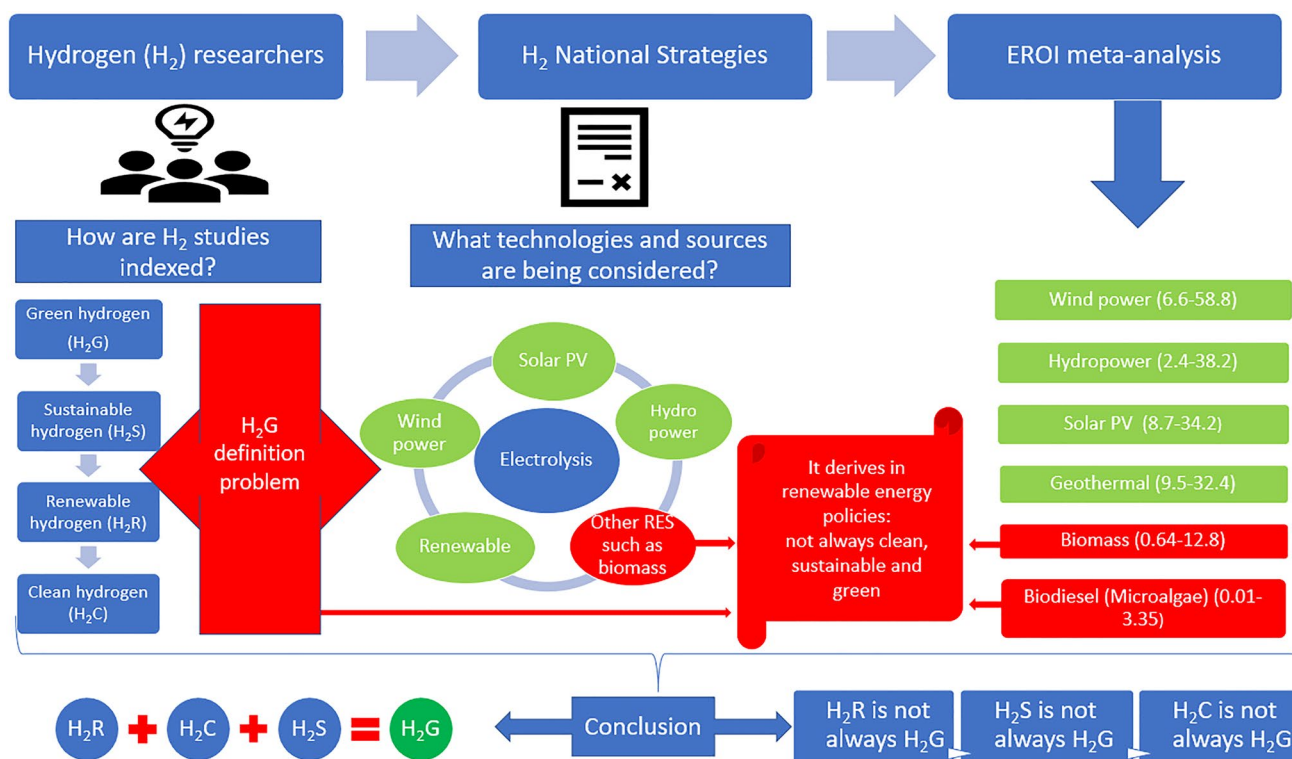 Hydrogen (H₂) researchers
H₂ National Strategies
EROI meta-analysis
How are H₂ studies
indexed?
What technologies and sources
are being considered?
Green hydrogen
(H₂G)
Sustainable
hydrogen (H₂S)
Renewable
hydrogen (H₂R)
Clean hydrogen
(H₂C)
H₂G
definition
problem
Solar PV
Wind
power
Hydro
power
Electrolysis
Renewable
Other RES
such as
biomass
It derives in
renewable energy
policies:
not always clean,
sustainable and
green
Wind power (6.6-58.8)
Hydropower (2.4-38.2)
Solar PV (8.7-34.2)
Geothermal (9.5-32.4)
Biomass (0.64-12.8)
Biodiesel (Microalgae) (0.01-
3.35)
H₂R + H₂C + H₂S = H₂G
Conclusion
H₂R is not
always H₂G
H₂S is not
always H₂G
H₂C is not
always H₂G